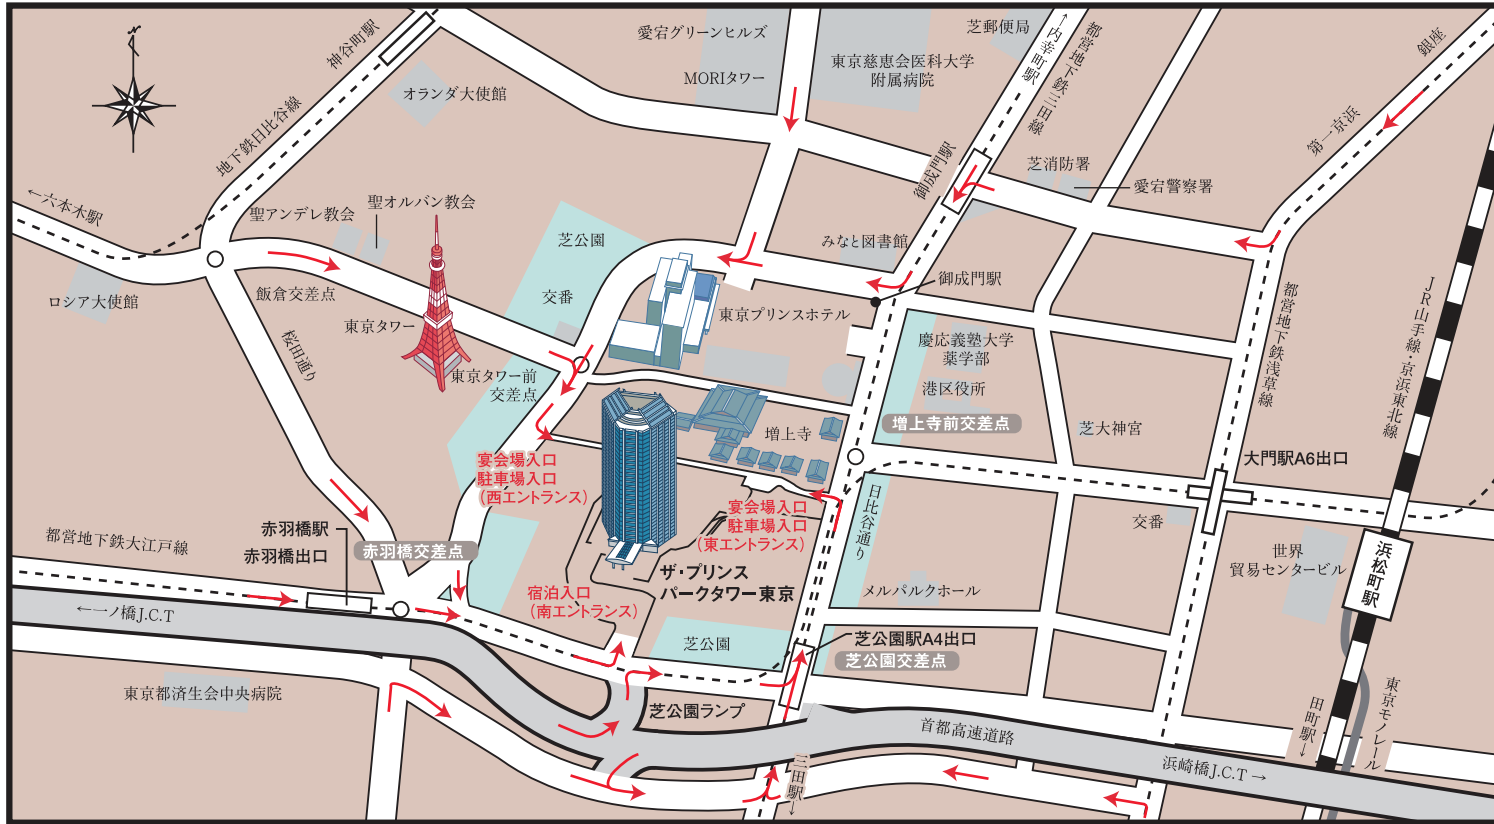 N
神谷町駅
愛宕グリーンヒルズ
MORIタワー
東京慈恵会医科大学
附属病院
芝郵便局
←内幸町駅
都営地下鉄三田線
銀座
オランダ大使館
地下鉄日比谷線
第一京浜
御成門駅
芝消防署
愛宕警察署
←六本木駅
聖アンデレ教会
聖オルバン教会
芝公園
みなと図書館
ロシア大使館
飯倉交差点
交番
御成門駅
東京タワー
東京プリンスホテル
都営地下鉄浅草線
JR山手線・京浜東北線
桜田通り
東京タワー前
交差点
慶応義塾大学
薬学部
港区役所
増上寺前交差点
増上寺
芝大神宮
大門駅A6出口
宴会場入口
駐車場入口
(西エントランス)
宴会場入口
駐車場入口
(東エントランス)
日比谷通り
交番
世界
貿易センタービル
浜松町駅
赤羽橋駅
赤羽橋出口
都営地下鉄大江戸線
赤羽橋交差点
ザ・プリンス
パークタワー東京
宿泊入口
(南エントランス)
メルパルクホール
←一ノ橋J.C.T
芝公園
芝公園駅A4出口
芝公園交差点
東京都済生会中央病院
芝公園ランプ
首都高速道路
田町駅→
東京モノレール
三田駅→
浜崎橋J.C.T→